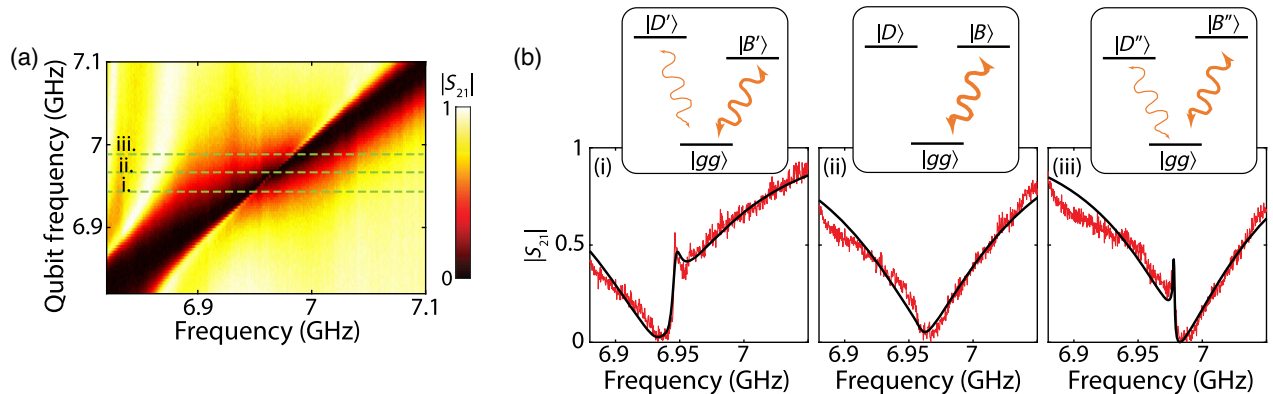 (a)
Qubit frequency (GHz)
7.1
7
6.9
iii.
ii.
i.
6.9 7 7.1
Frequency (GHz)
|S21|
1
0
(b)
|D′⟩ |B′⟩
|gg⟩
|D⟩ |B⟩
|gg⟩
|D″⟩ |B″⟩
|gg⟩
(i) (ii) (iii)
|S21|
1
0.5
0
6.9 6.95 7
Frequency (GHz)
6.9 6.95 7
Frequency (GHz)
6.9 6.95 7
Frequency (GHz)